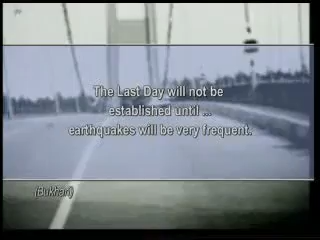 The Last Day will not be
established until ...
earthquakes will be very frequent.
(Bukhari)